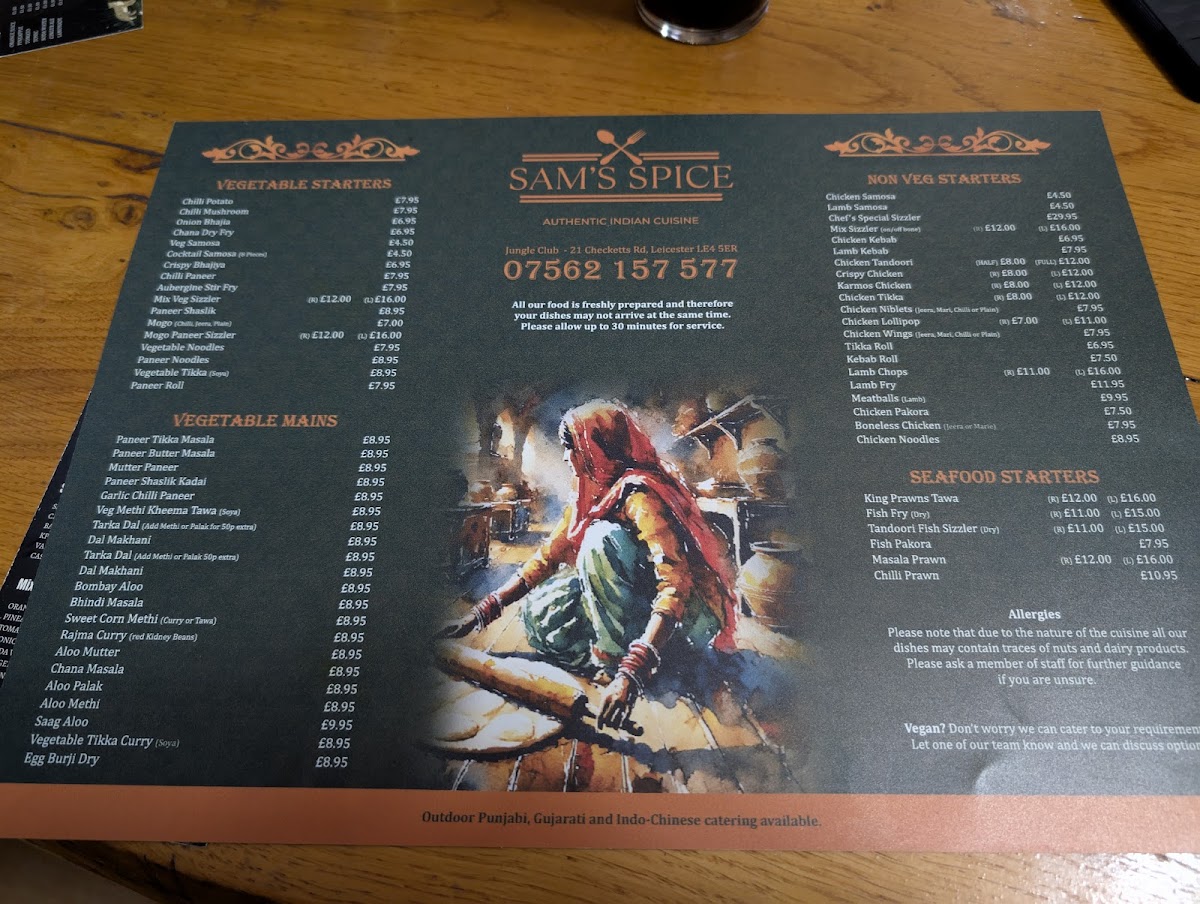 SAM'S SPICE
AUTHENTIC INDIAN CUISINE
Jungle Club - 21 Checketts Rd, Leicester LE4 5ER
07562 157 577
All our food is freshly prepared and therefore
your dishes may not arrive at the same time.
Please allow up to 30 minutes for service.
VEGETABLE STARTERS
Chilli Potato £7.95
Chilli Mushroom £7.95
Onion Bhajia £6.95
Chana Dry Fry £6.95
Veg Samosa £4.50
Cocktail Samosa (8 Pieces) £4.50
Crispy Bhajiya £6.95
Chilli Paneer £7.95
Aubergine Stir Fry £7.95
Mix Veg Sizzler (R) £12.00 (L) £16.00
Paneer Shaslik £8.95
Mogo (Chilli, Jeera, Plain) £7.00
Mogo Paneer Sizzler (R) £12.00 (L) £16.00
Vegetable Noodles £7.95
Paneer Noodles £8.95
Vegetable Tikka (Soya) £8.95
Paneer Roll £7.95
VEGETABLE MAINS
Paneer Tikka Masala £8.95
Paneer Butter Masala £8.95
Mutter Paneer £8.95
Paneer Shaslik Kadai £8.95
Garlic Chilli Paneer £8.95
Veg Methi Kheema Tawa (Soya) £8.95
Tarka Dal (Add Methi or Palak for 50p extra) £8.95
Dal Makhani £8.95
Tarka Dal (Add Methi or Palak 50p extra) £8.95
Dal Makhani £8.95
Bombay Aloo £8.95
Bhindi Masala £8.95
Sweet Corn Methi (Curry or Tawa) £8.95
Rajma Curry (red Kidney Beans) £8.95
Aloo Mutter £8.95
Chana Masala £8.95
Aloo Palak £8.95
Aloo Methi £8.95
Saag Aloo £9.95
Vegetable Tikka Curry (Soya) £8.95
Egg Burji Dry £8.95
NON VEG STARTERS
Chicken Samosa £4.50
Lamb Samosa £4.50
Chef's Special Sizzler £29.95
Mix Sizzler (on/off bone) (R) £12.00 (L) £16.00
Chicken Kebab £6.95
Lamb Kebab £7.95
Chicken Tandoori (HALF) £8.00 (FULL) £12.00
Crispy Chicken (R) £8.00 (L) £12.00
Karmos Chicken (R) £8.00 (L) £12.00
Chicken Tikka (R) £8.00 (L) £12.00
Chicken Niblets (Jeera, Mari, Chilli or Plain) £7.95
Chicken Lollipop (R) £7.00 (L) £11.00
Chicken Wings (Jeera, Mari, Chilli or Plain) £7.95
Tikka Roll £6.95
Kebab Roll £7.50
Lamb Chops (R) £11.00 (L) £16.00
Lamb Fry £11.95
Meatballs (Lamb) £9.95
Chicken Pakora £7.50
Boneless Chicken (Jeera or Marie) £7.95
Chicken Noodles £8.95
SEAFOOD STARTERS
King Prawns Tawa (R) £12.00 (L) £16.00
Fish Fry (Dry) (R) £11.00 (L) £15.00
Tandoori Fish Sizzler (Dry) (R) £11.00 (L) £15.00
Fish Pakora £7.95
Masala Prawn (R) £12.00 (L) £16.00
Chilli Prawn £10.95
Allergies
Please note that due to the nature of the cuisine all our
dishes may contain traces of nuts and dairy products.
Please ask a member of staff for further guidance
if you are unsure.
Vegan? Don't worry we can cater to your requiremen
Let one of our team know and we can discuss optio
Outdoor Punjabi, Gujarati and Indo-Chinese catering available.